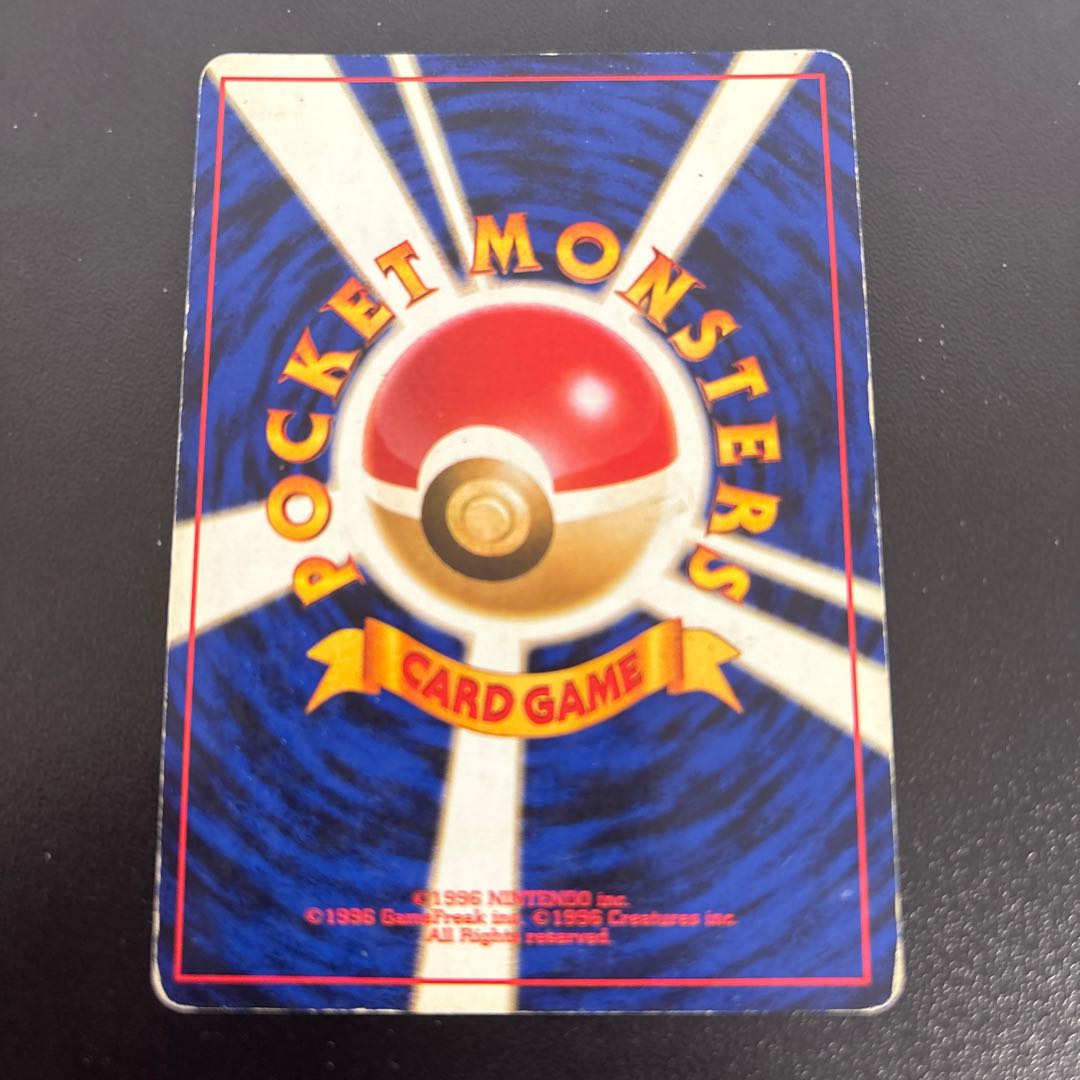 POCKET MONSTERS
CARD GAME
©1996 NINTENDO inc.
©1996 GameFreak inc. ©1996 Creatures inc.
All Rights reserved.